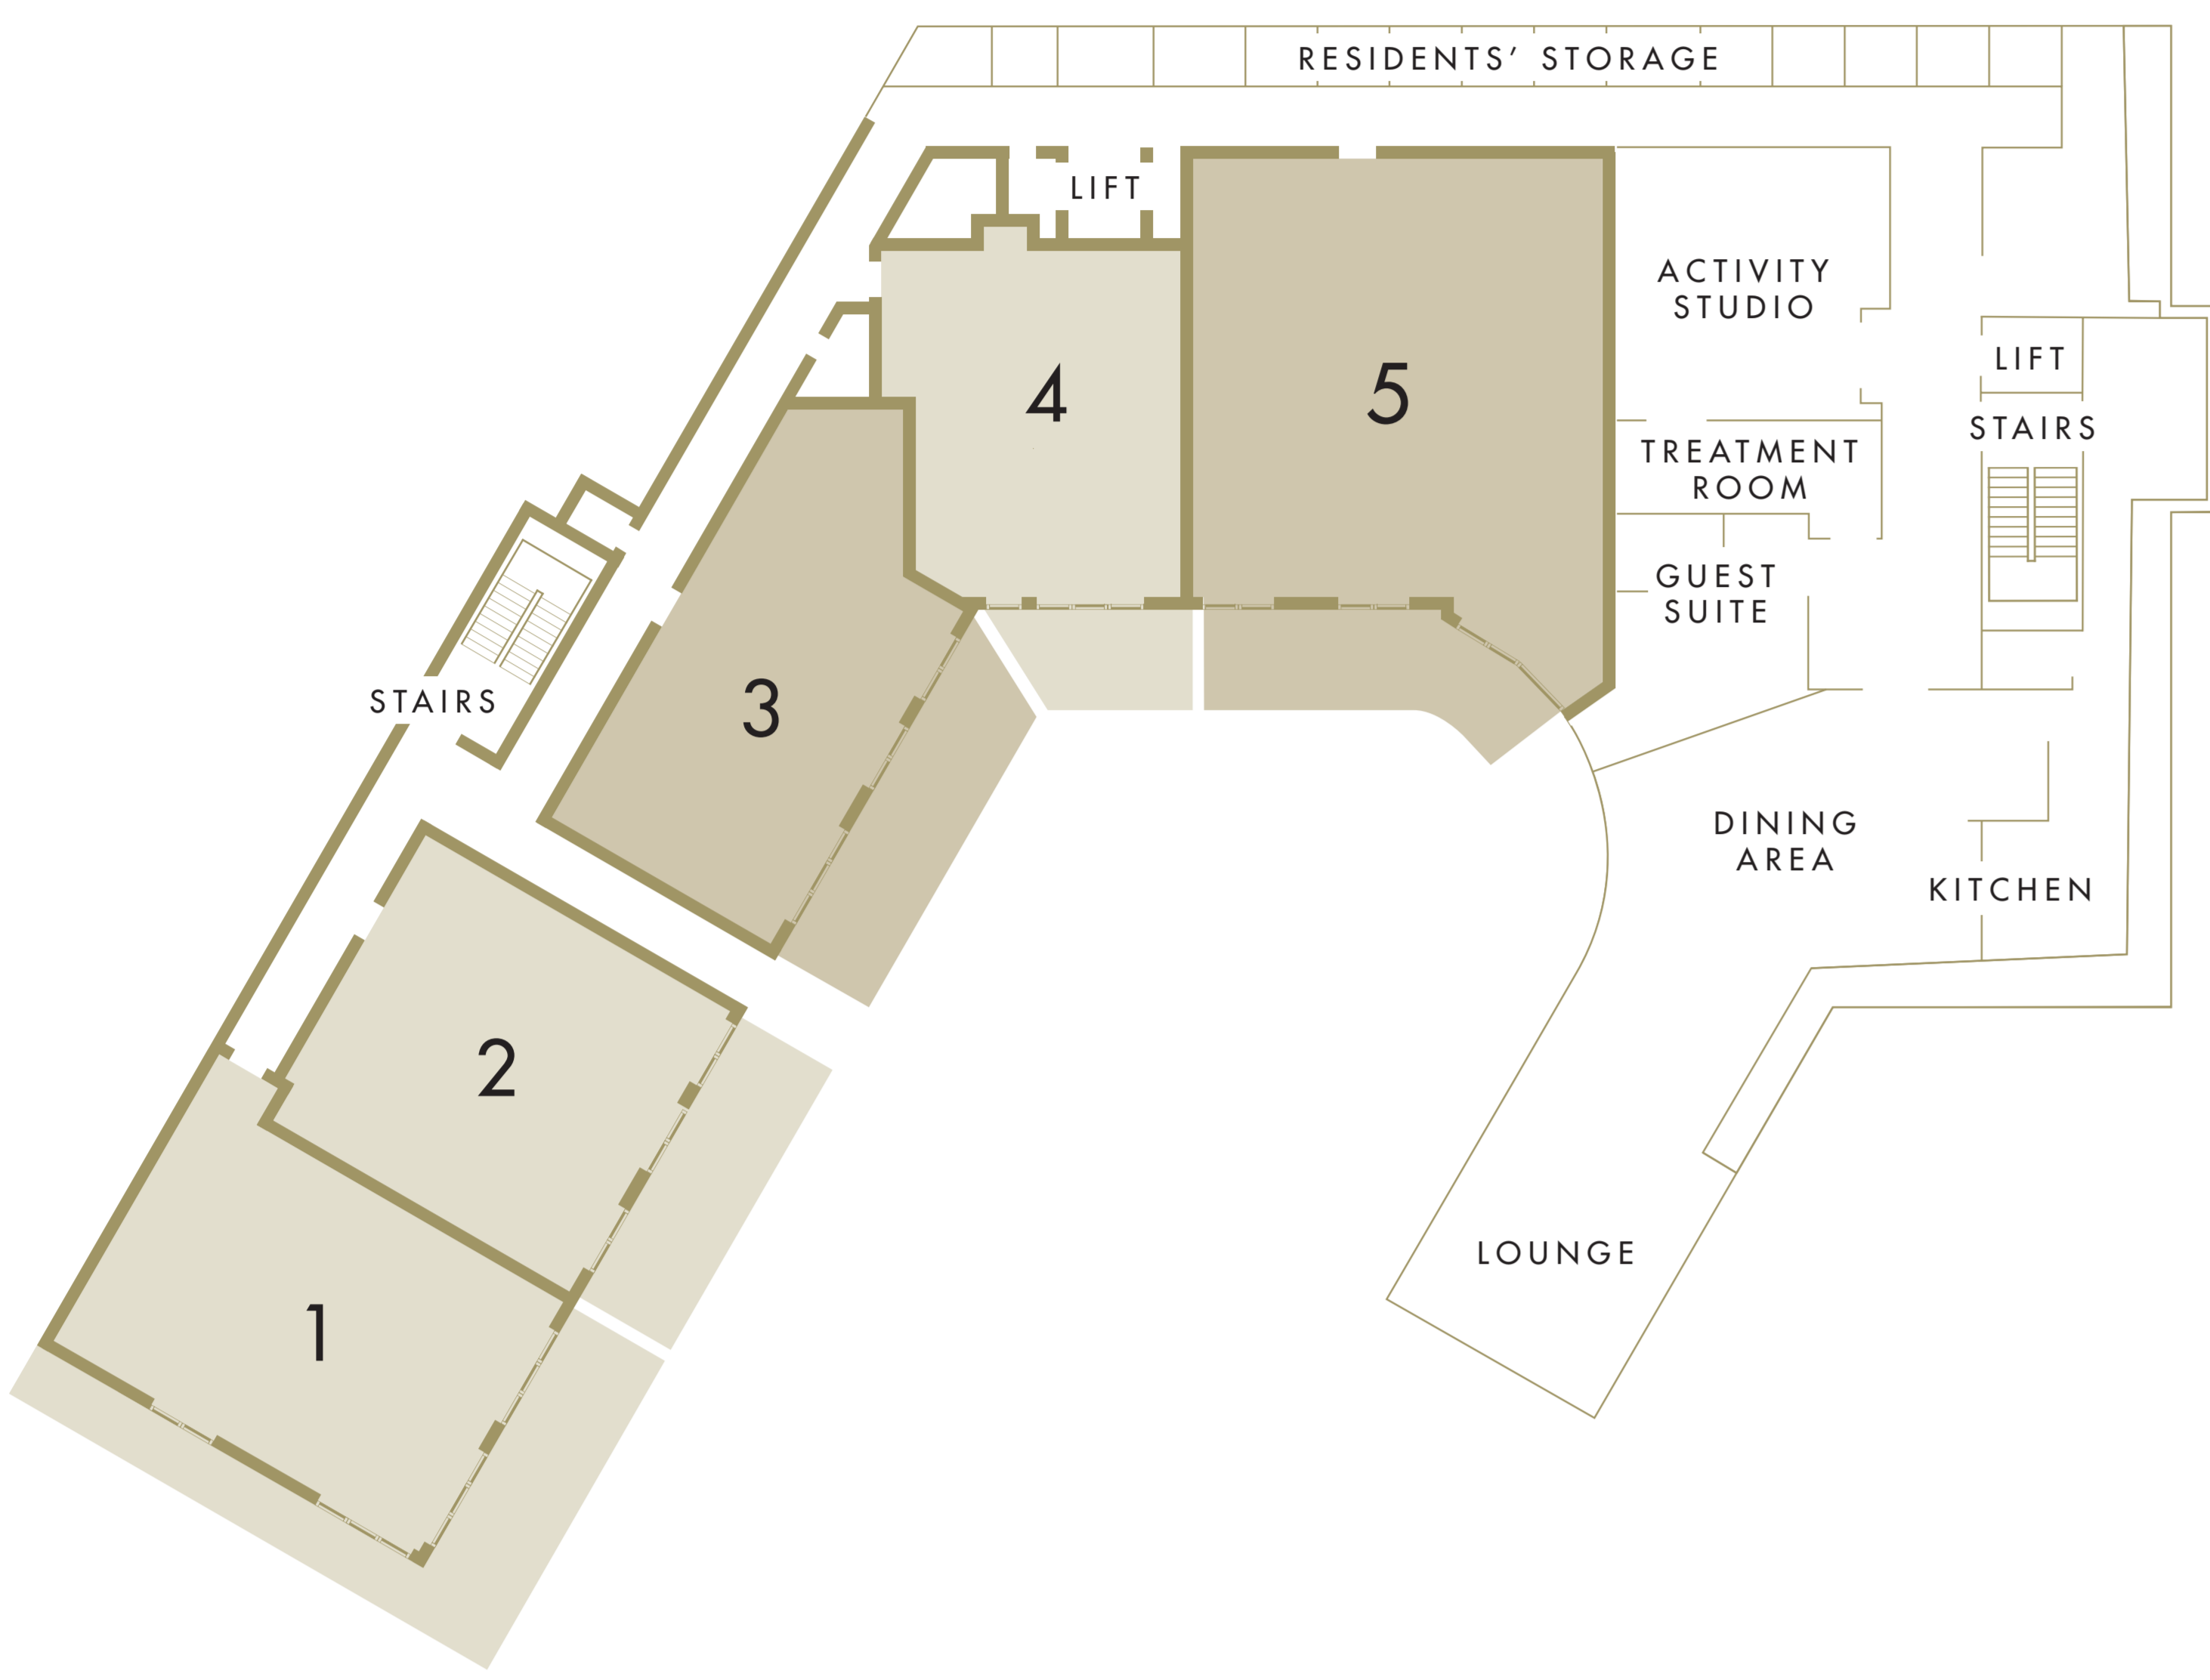 RESIDENTS’ STORAGE
LIFT
ACTIVITY
STUDIO
LIFT
4
5
STAIRS
TREATMENT
ROOM
GUEST
SUITE
STAIRS
3
DINING
AREA
KITCHEN
2
LOUNGE
1